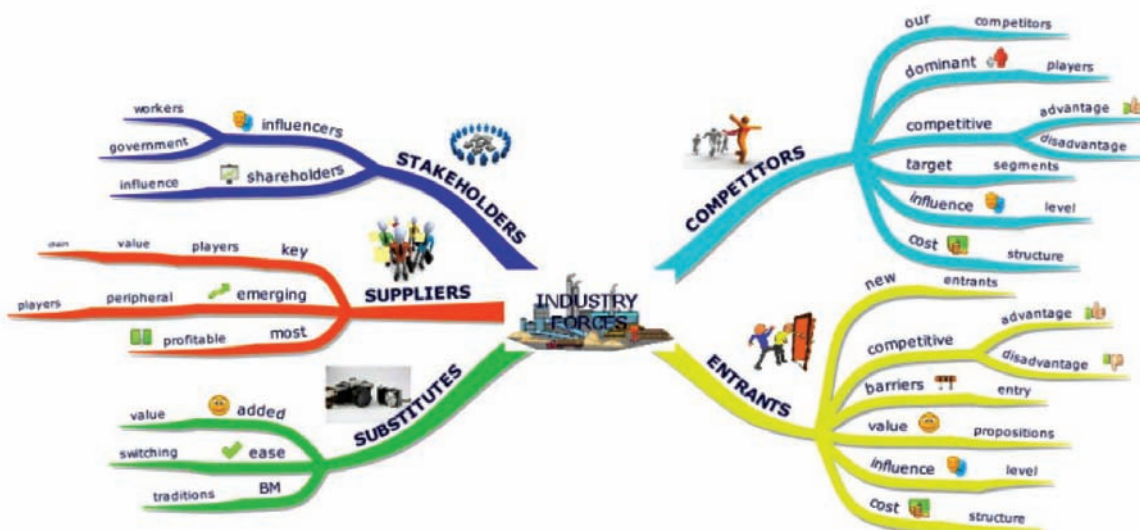 INDUSTRY
FORCES
STAKEHOLDERS
influencers
workers
government
shareholders
influence
SUPPLIERS
key
players
value
chain
emerging
peripheral
players
most
profitable
SUBSTITUTES
added
value
ease
switching
BM
traditions
COMPETITORS
our
competitors
dominant
players
competitive
advantage
disadvantage
target
segments
influence
level
cost
structure
ENTRANTS
new
entrants
competitive
advantage
disadvantage
barriers
entry
value
propositions
influence
level
cost
structure